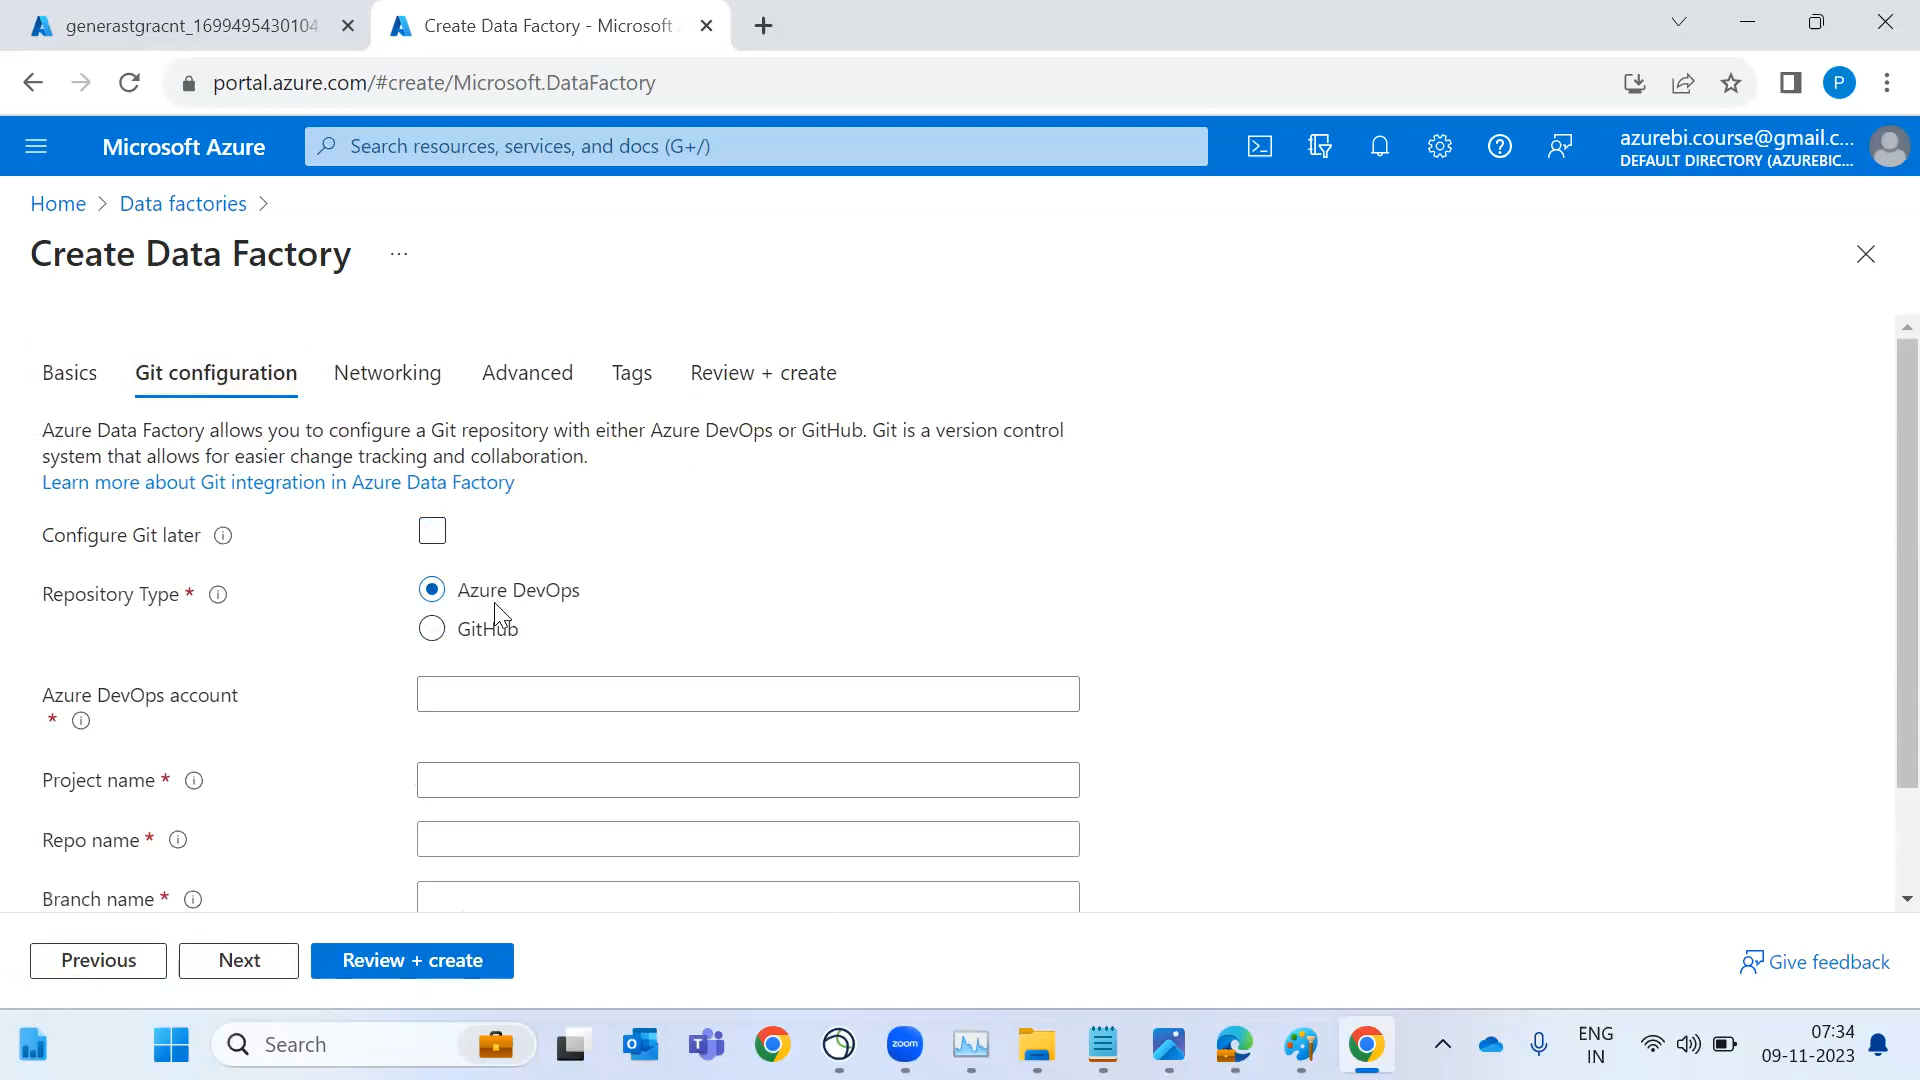 generastgracnt_1699495430104
Create Data Factory - Microsoft
portal.azure.com/#create/Microsoft.DataFactory
P
Microsoft Azure
Search resources, services, and docs (G+/)
azurebi.course@gmail.c...
DEFAULT DIRECTORY (AZUREBIC...
Home > Data factories >
Create Data Factory ...
Basics Git configuration Networking Advanced Tags Review + create
Azure Data Factory allows you to configure a Git repository with either Azure DevOps or GitHub. Git is a version control
system that allows for easier change tracking and collaboration.
Learn more about Git integration in Azure Data Factory
Configure Git later
Repository Type *
Azure DevOps
GitHub
Azure DevOps account
*
Project name *
Repo name *
Branch name *
Previous Next Review + create
Give feedback
Search
zoom
ENG
IN
07:34
09-11-2023